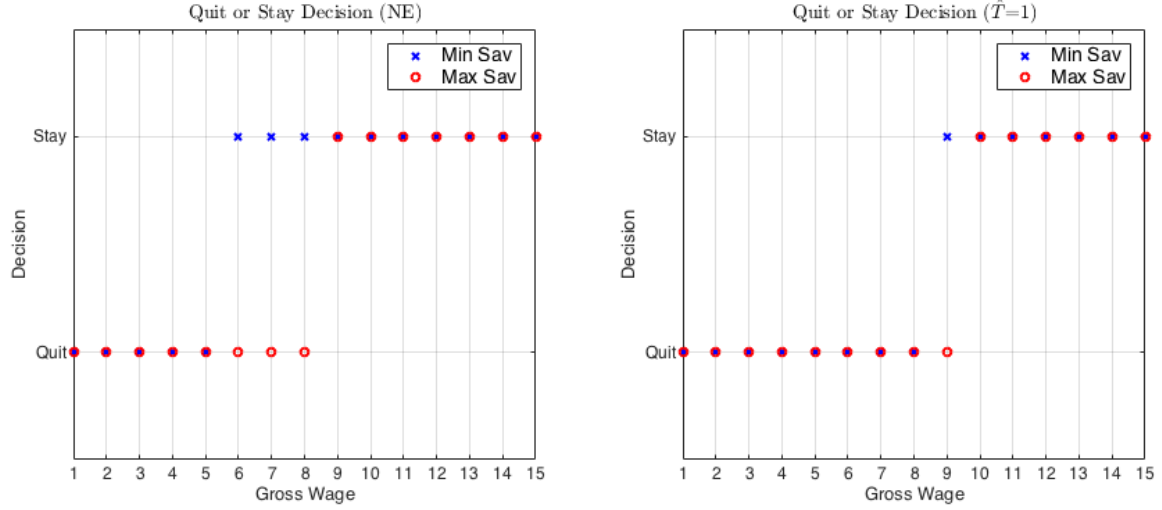 Quit or Stay Decision (NE)
Min Sav
Max Sav
Stay
Quit
Decision
1 2 3 4 5 6 7 8 9 10 11 12 13 14 15
Gross Wage
Quit or Stay Decision (T̂=1)
Min Sav
Max Sav
Stay
Quit
Decision
1 2 3 4 5 6 7 8 9 10 11 12 13 14 15
Gross Wage